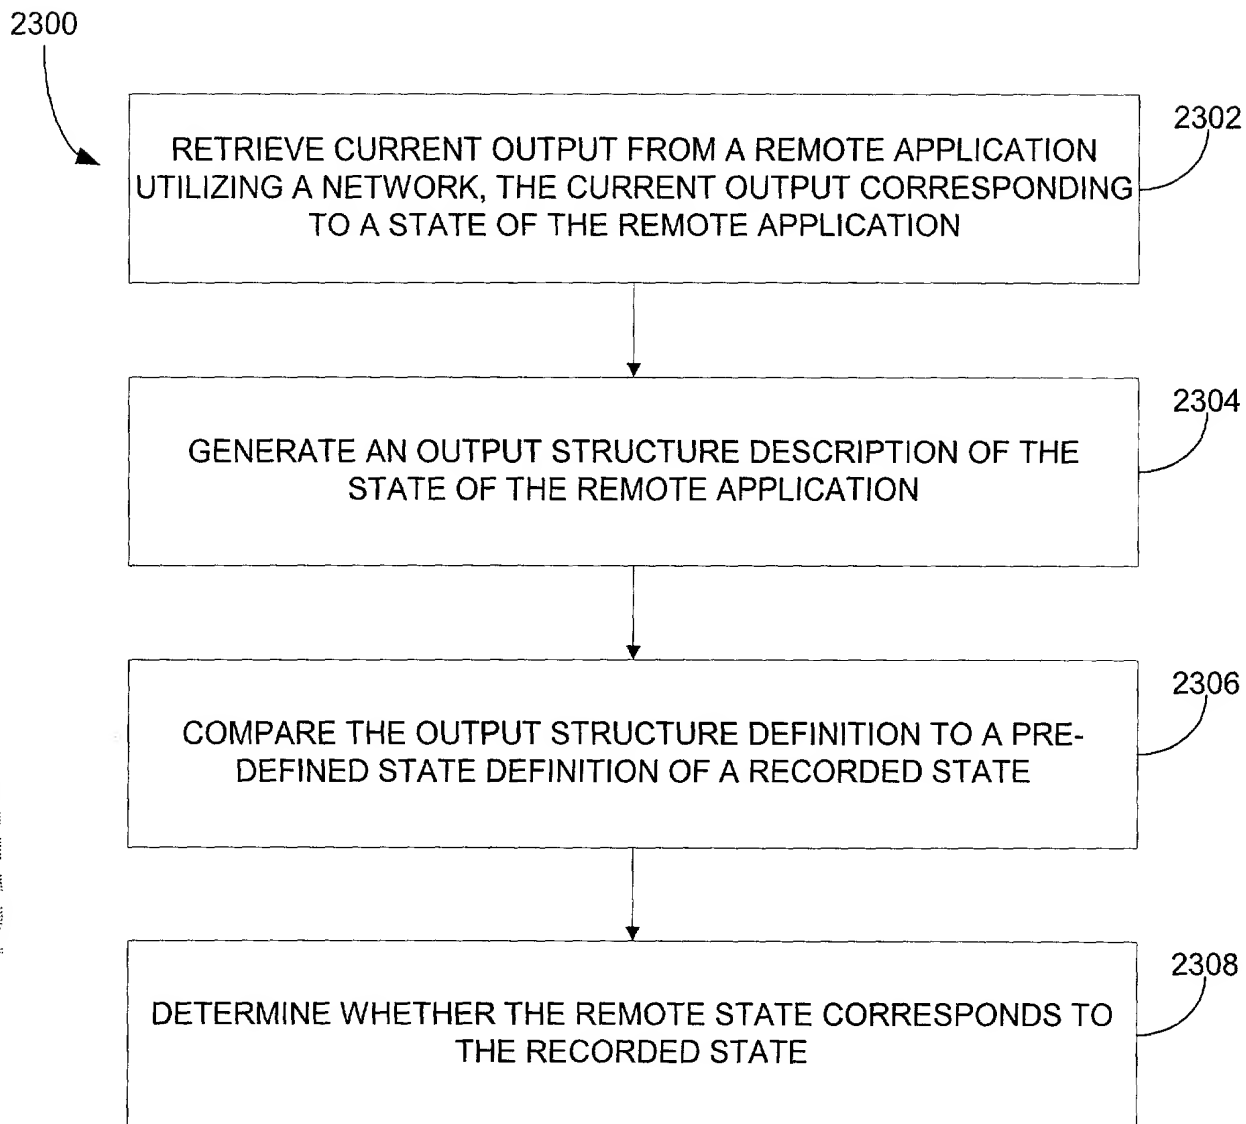 2300
2302
RETRIEVE CURRENT OUTPUT FROM A REMOTE APPLICATION
UTILIZING A NETWORK, THE CURRENT OUTPUT CORRESPONDING
TO A STATE OF THE REMOTE APPLICATION
2304
GENERATE AN OUTPUT STRUCTURE DESCRIPTION OF THE
STATE OF THE REMOTE APPLICATION
2306
COMPARE THE OUTPUT STRUCTURE DEFINITION TO A PRE-
DEFINED STATE DEFINITION OF A RECORDED STATE
2308
DETERMINE WHETHER THE REMOTE STATE CORRESPONDS TO
THE RECORDED STATE